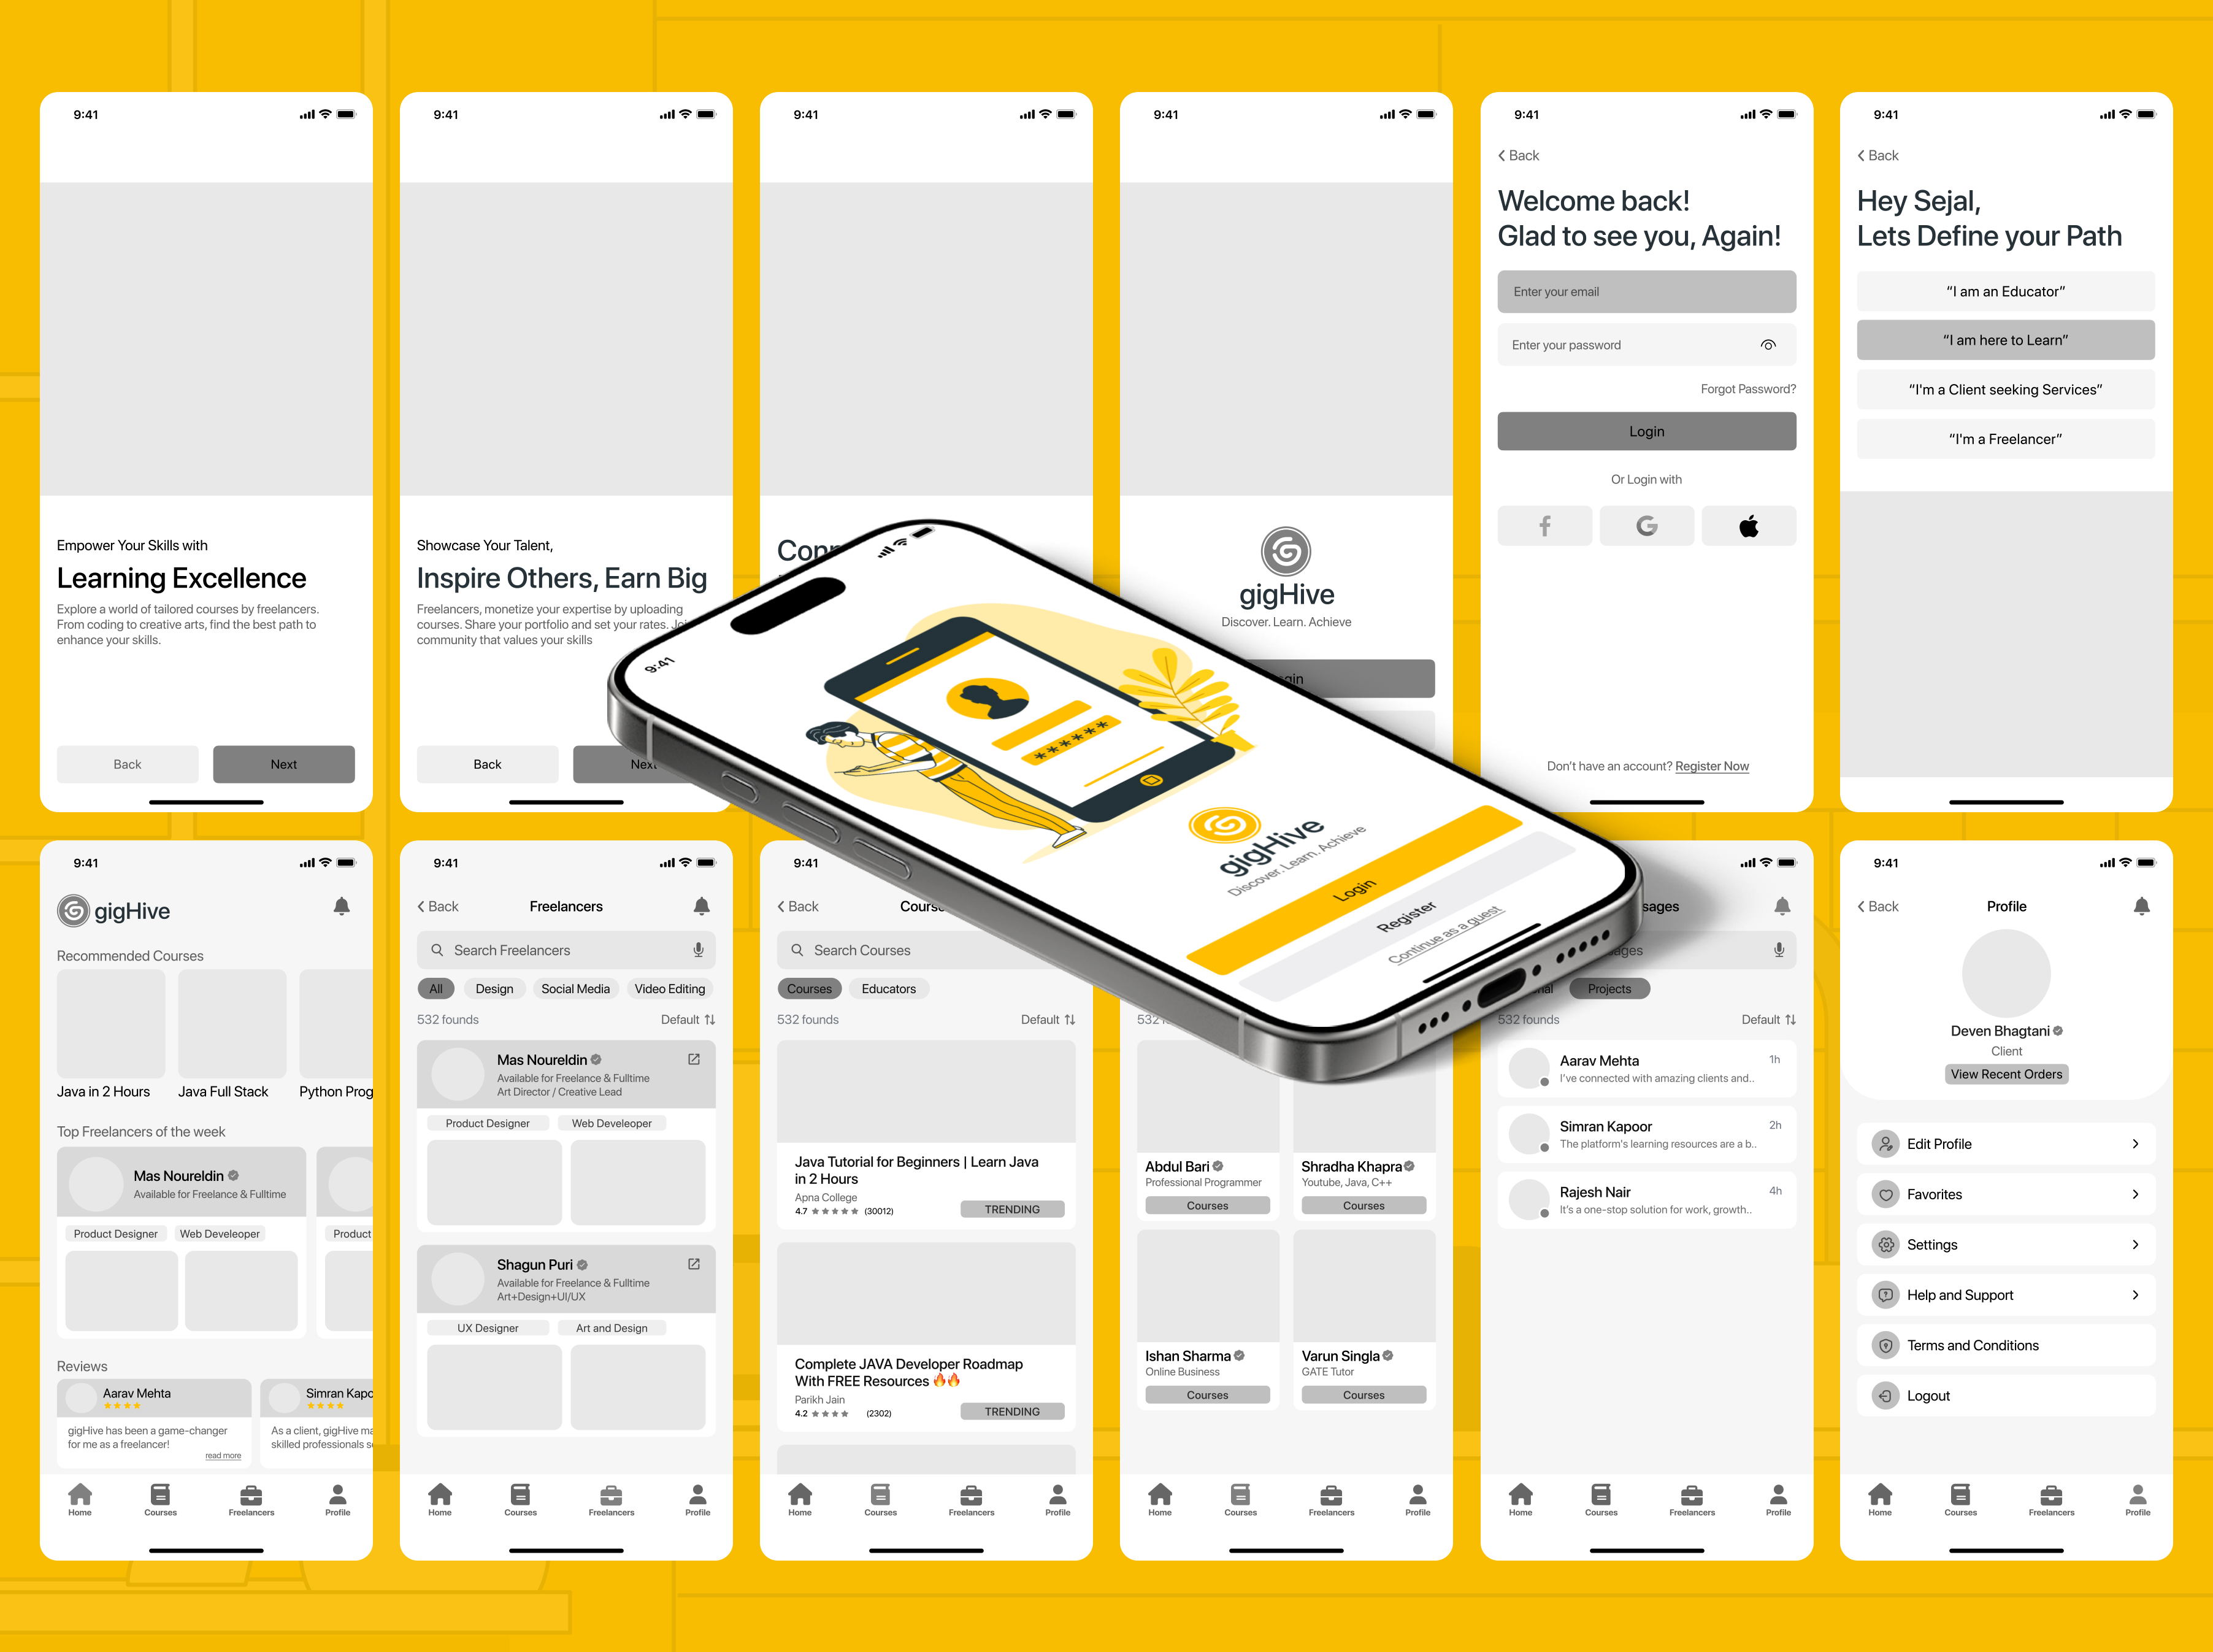 9:41
Empower Your Skills with
Learning Excellence
Explore a world of tailored courses by freelancers.
From coding to creative arts, find the best path to
enhance your skills.
Back
Next
9:41
Showcase Your Talent,
Inspire Others, Earn Big
Freelancers, monetize your expertise by uploading
courses. Share your portfolio and set your rates.
community that values your skills
Back
Next
9:41
9:41
gigHive
Discover. Learn. Achieve
9:41
Back
Welcome back!
Glad to see you, Again!
Enter your email
Enter your password
Forgot Password?
Login
Or Login with
Don't have an account? Register Now
9:41
Back
Hey Sejal,
Lets Define your Path
“I am an Educator”
“I am here to Learn”
“I'm a Client seeking Services”
“I'm a Freelancer”
9:41
******
gigHive
Discover. Learn. Achieve
Login
Register
Continue as a guest
9:41
gigHive
Recommended Courses
Java in 2 Hours
Java Full Stack
Python Prog
Top Freelancers of the week
Mas Noureldin
Available for Freelance & Fulltime
Product Designer
Web Develeoper
Product
Reviews
Aarav Mehta
gigHive has been a game-changer
for me as a freelancer!
read more
Simran Kapo
As a client, gigHive ma
skilled professionals s
Home
Courses
Freelancers
Profile
9:41
Back
Freelancers
Search Freelancers
All
Design
Social Media
Video Editing
532 founds
Default
Mas Noureldin
Available for Freelance & Fulltime
Art Director / Creative Lead
Product Designer
Web Develeoper
Shagun Puri
Available for Freelance & Fulltime
Art+Design+UI/UX
UX Designer
Art and Design
Home
Courses
Freelancers
Profile
9:41
Back
Search Courses
Courses
Educators
532 founds
Default
Java Tutorial for Beginners | Learn Java
in 2 Hours
Apna College
4.7
(30012)
TRENDING
Complete JAVA Developer Roadmap
With FREE Resources 🔥🔥
Parikh Jain
4.2
(2302)
TRENDING
Home
Courses
Freelancers
Profile
532
Abdul Bari
Professional Programmer
Courses
Shradha Khapra
Youtube, Java, C++
Courses
Ishan Sharma
Online Business
Courses
Varun Singla
GATE Tutor
Courses
Home
Courses
Freelancers
Profile
Projects
532 founds
Default
Aarav Mehta
1h
I've connected with amazing clients and..
Simran Kapoor
2h
The platform's learning resources are a b..
Rajesh Nair
4h
It's a one-stop solution for work, growth..
Home
Courses
Freelancers
Profile
9:41
Back
Profile
Deven Bhagtani
Client
View Recent Orders
Edit Profile
Favorites
Settings
Help and Support
Terms and Conditions
Logout
Home
Courses
Freelancers
Profile